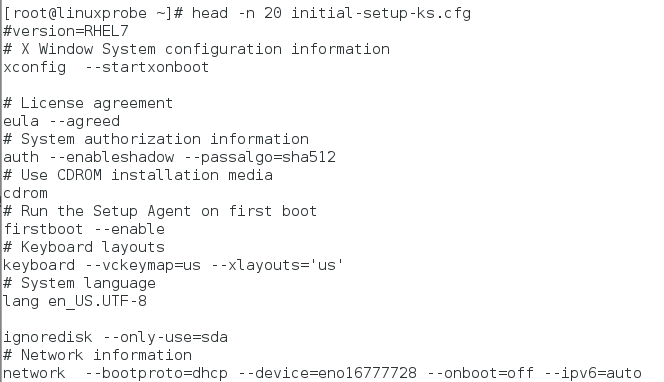 [root@linuxprobe ~]# head -n 20 initial-setup-ks.cfg
#version=RHEL7
# X Window System configuration information
xconfig  --startxonboot

# License agreement
eula --agreed
# System authorization information
auth --enableshadow --passalgo=sha512
# Use CDROM installation media
cdrom
# Run the Setup Agent on first boot
firstboot --enable
# Keyboard layouts
keyboard --vckeymap=us --xlayouts='us'
# System language
lang en_US.UTF-8

ignoredisk --only-use=sda
# Network information
network  --bootproto=dhcp --device=eno16777728 --onboot=off --ipv6=auto